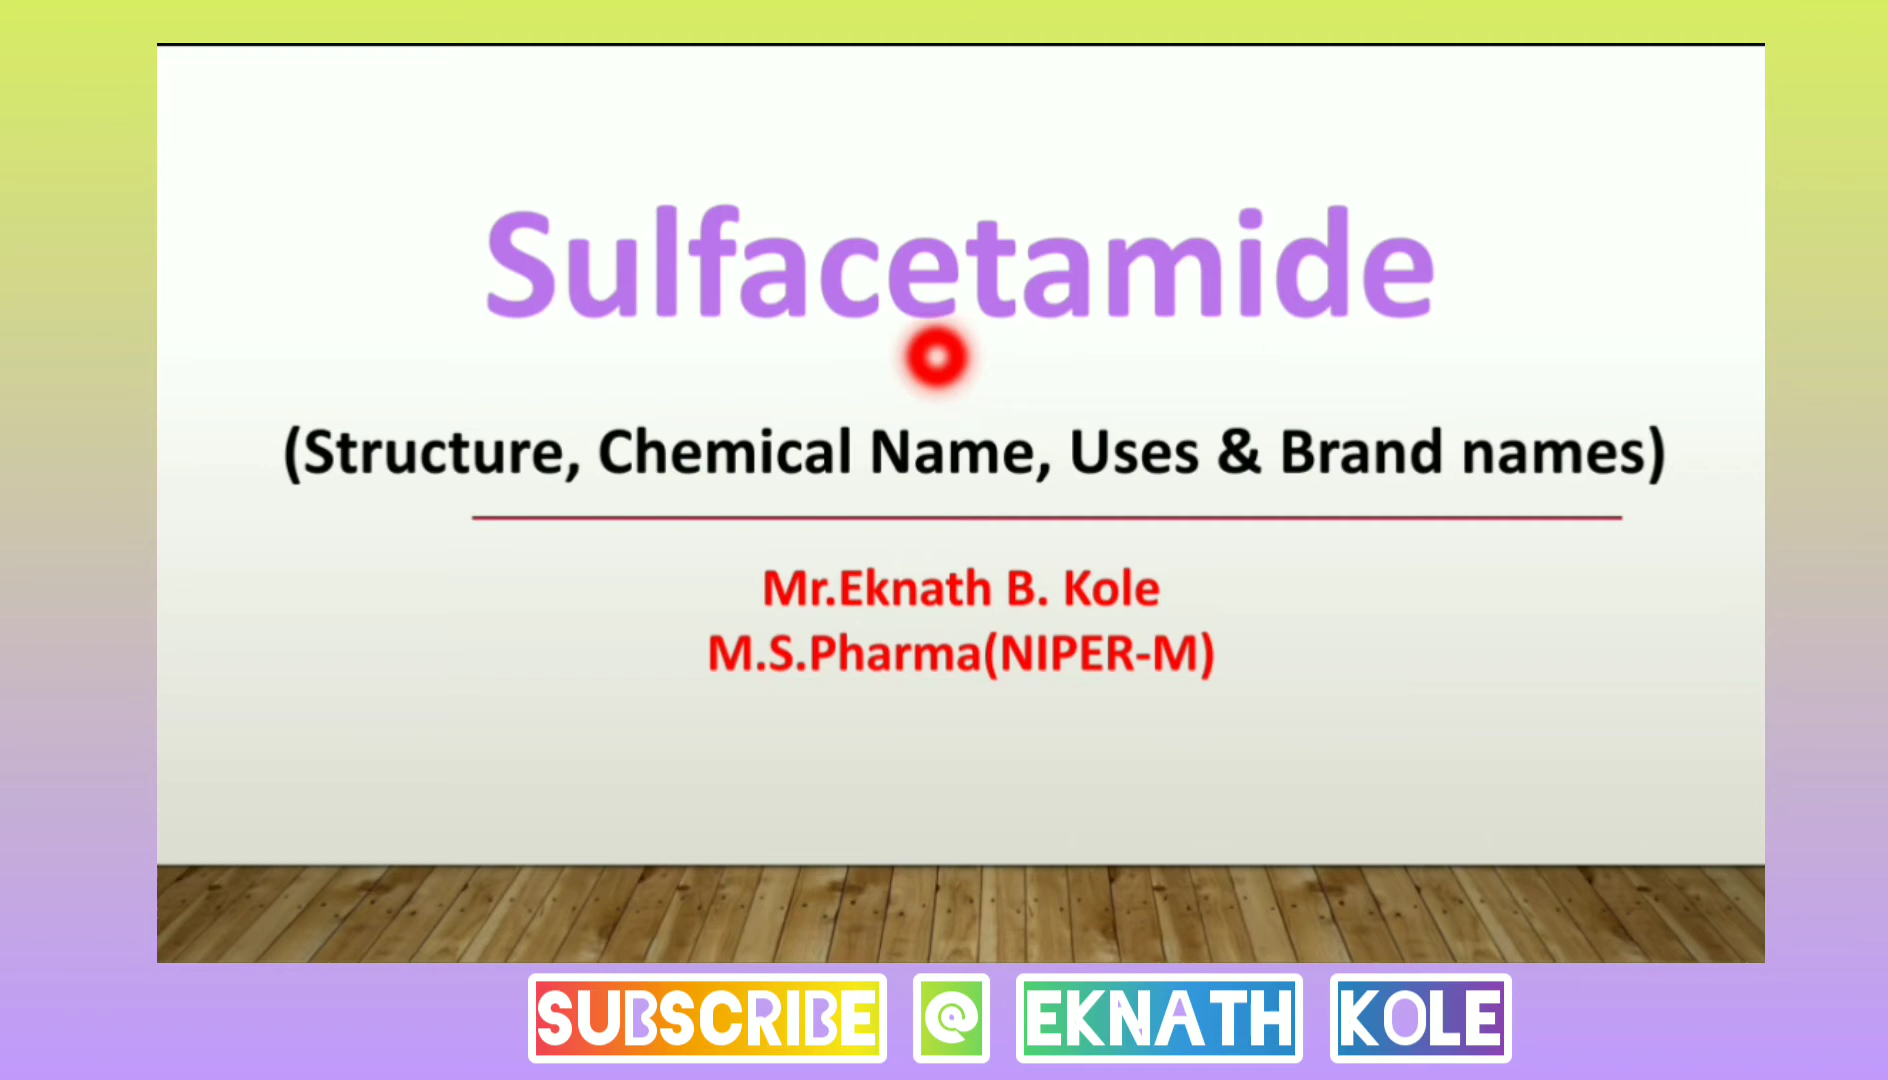 Sulfacetamide
(Structure, Chemical Name, Uses & Brand names)
Mr.Eknath B. Kole
M.S.Pharma(NIPER-M)
SUBSCRIBE @ EKNATH KOLE